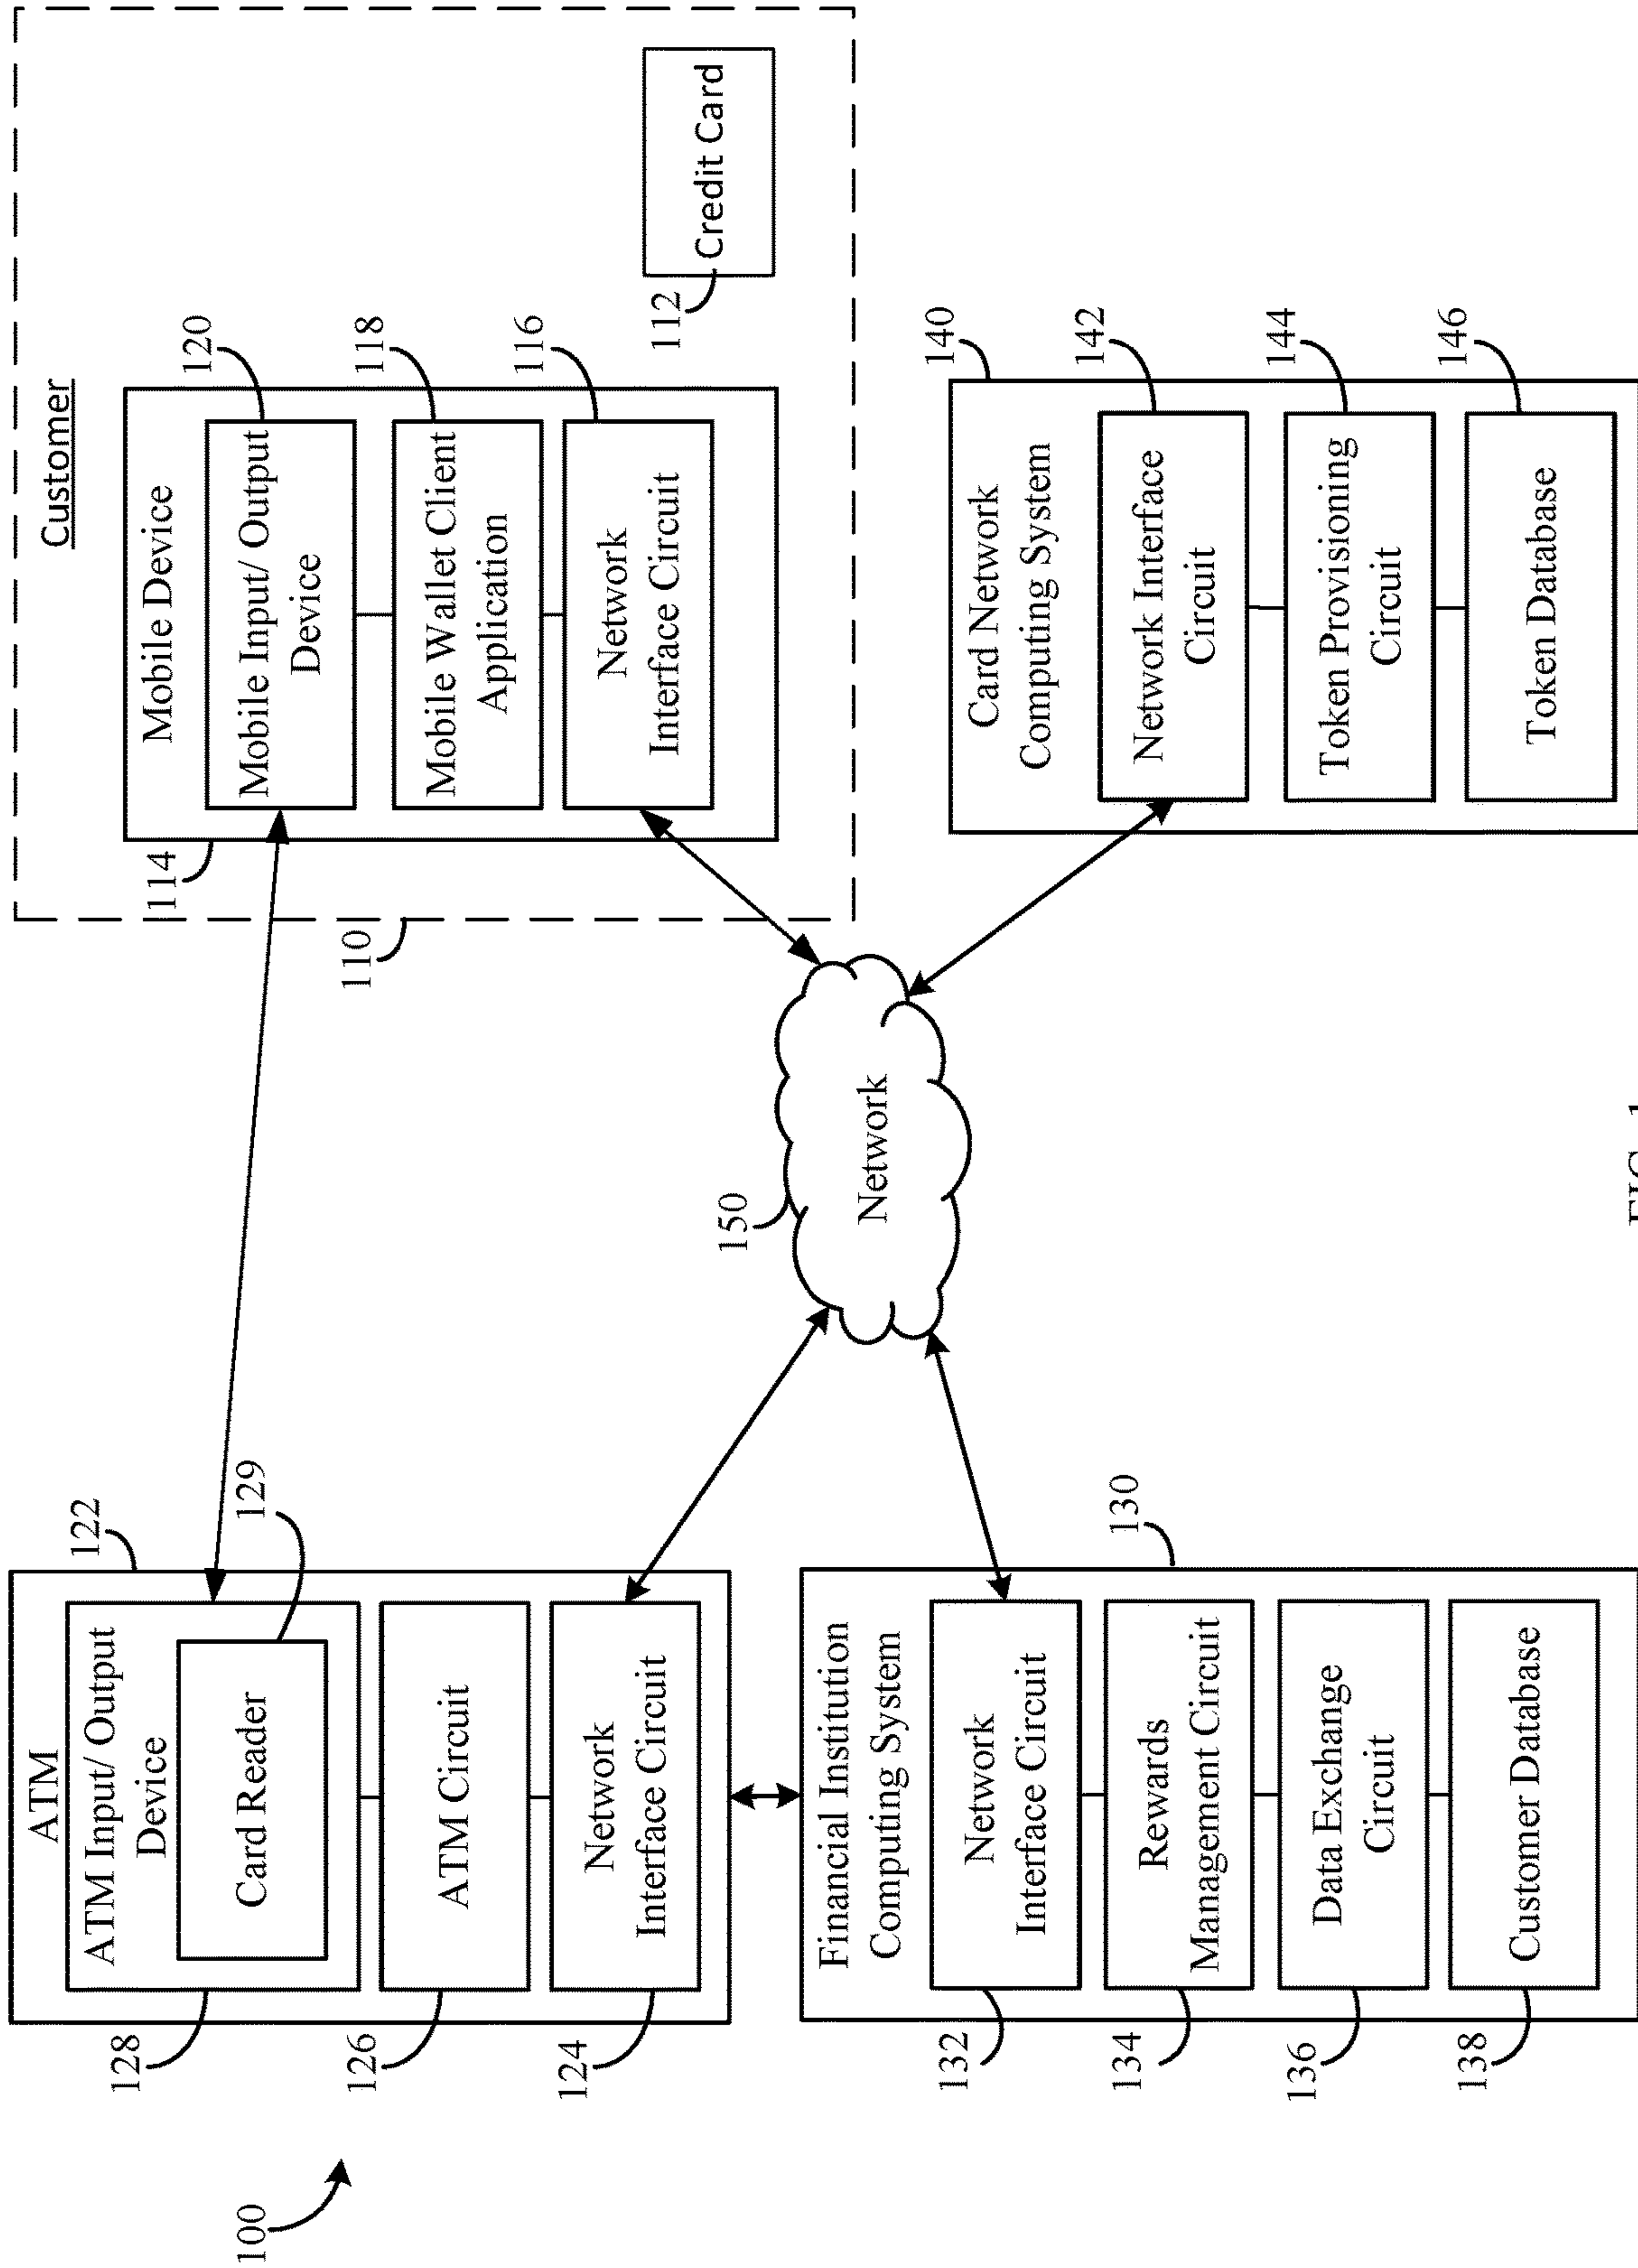 100
ATM
122
ATM Input/ Output
Device
Card Reader
129
128
ATM Circuit
126
Network
Interface Circuit
124
Customer
110
Mobile Device
114
Mobile Input/ Output
Device
120
Mobile Wallet Client
Application
118
Network
Interface Circuit
116
Credit Card
112
150
Network
Financial Institution
Computing System
130
Network
Interface Circuit
132
Rewards
Management Circuit
134
Data Exchange
Circuit
136
Customer Database
138
Card Network
Computing System
140
Network Interface
Circuit
142
Token Provisioning
Circuit
144
Token Database
146